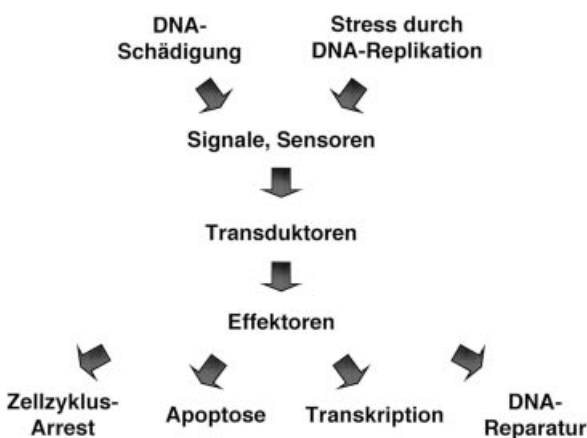 DNA-
Schädigung
Stress durch
DNA-Replikation
Signale, Sensoren
Transduktoren
Effektoren
Zellzyklus-
Arrest
Apoptose
Transkription
DNA-
Reparatur